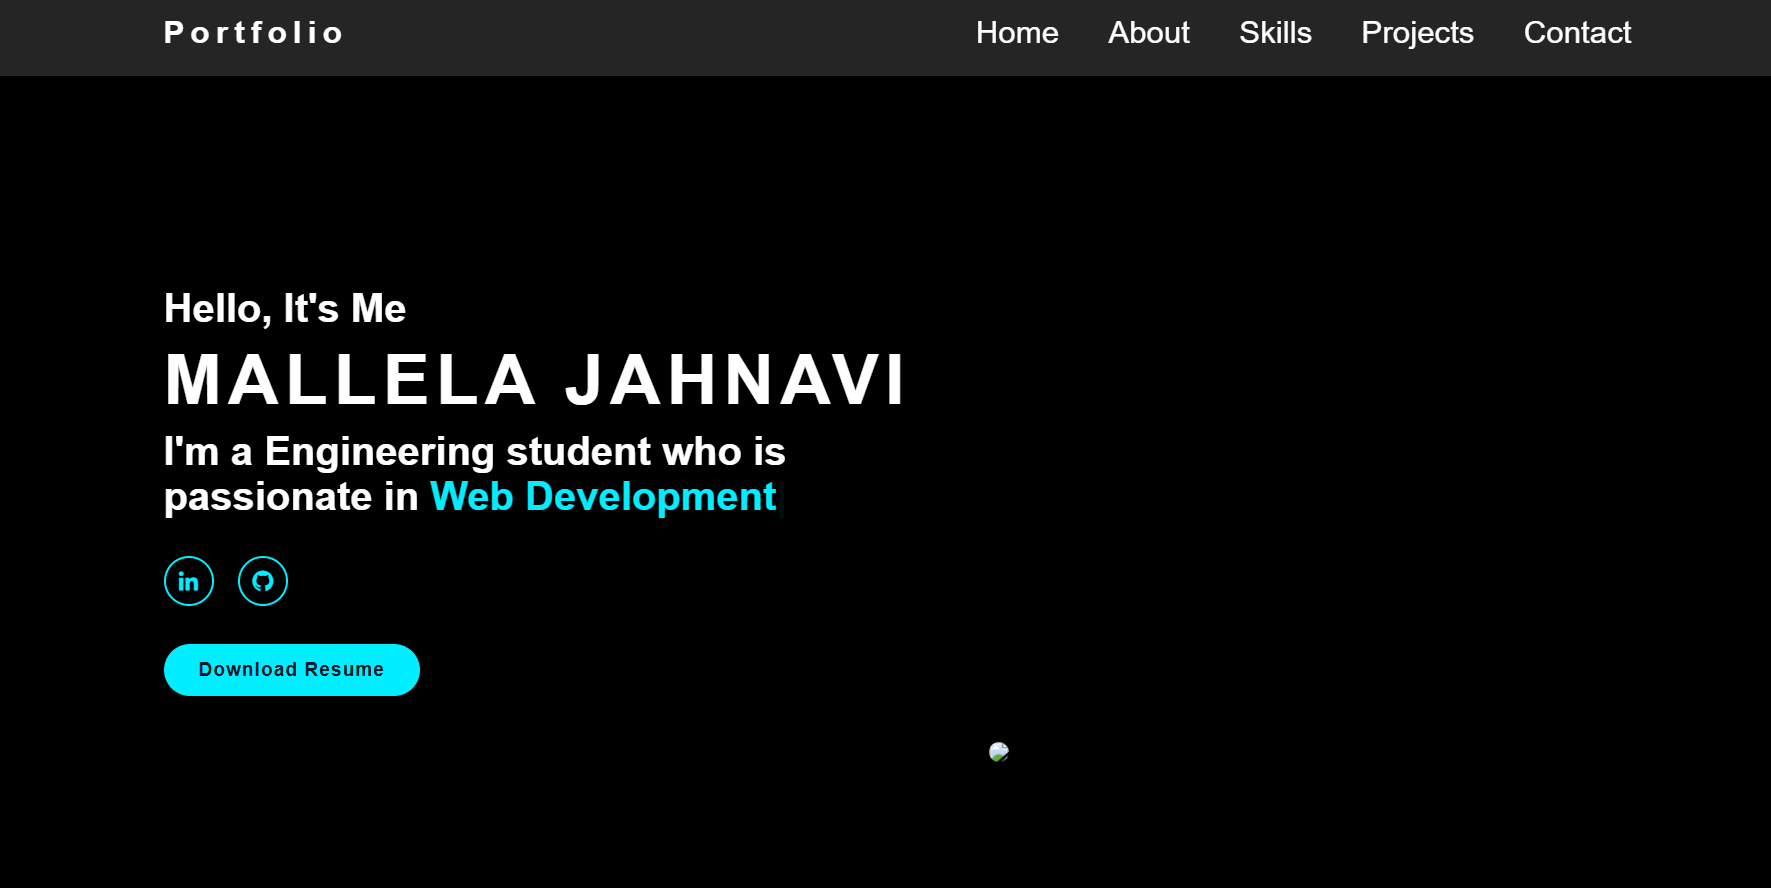 Portfolio
Home About Skills Projects Contact
Hello, It's Me
MALLELA JAHNAVI
I'm a Engineering student who is
passionate in Web Development
in
Download Resume